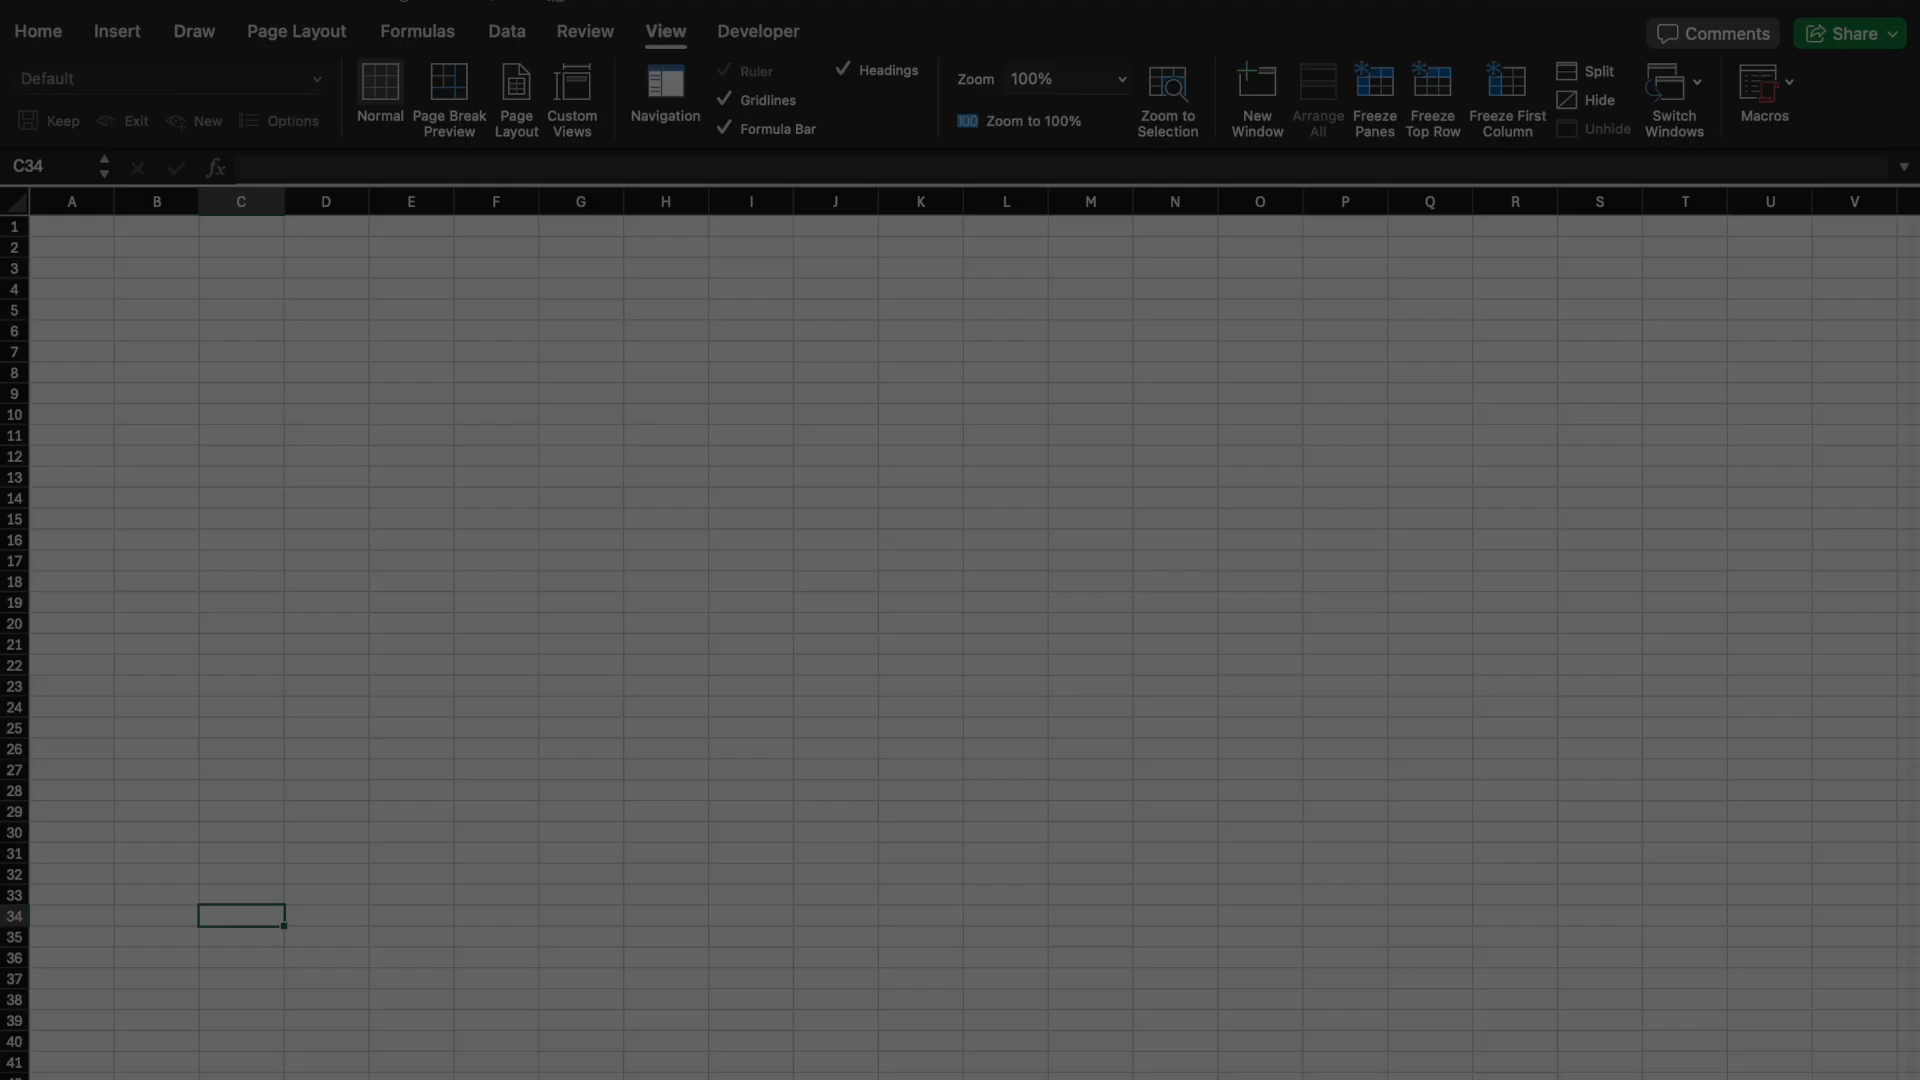 Home Insert Draw Page Layout Formulas Data Review View Developer Comments Share
Default
Keep Exit New Options
Normal
Page Break
Preview
Page
Layout
Custom
Views
Navigation
Ruler
Gridlines
Formula Bar
Headings
Zoom 100%
100 Zoom to 100%
Zoom to
Selection
New
Window
Arrange
All
Freeze
Panes
Freeze
Top Row
Freeze First
Column
Split
Hide
Unhide
Switch
Windows
Macros
C34 fx
A B C D E F G H I J K L M N O P Q R S T U V
1
2
3
4
5
6
7
8
9
10
11
12
13
14
15
16
17
18
19
20
21
22
23
24
25
26
27
28
29
30
31
32
33
34
35
36
37
38
39
40
41